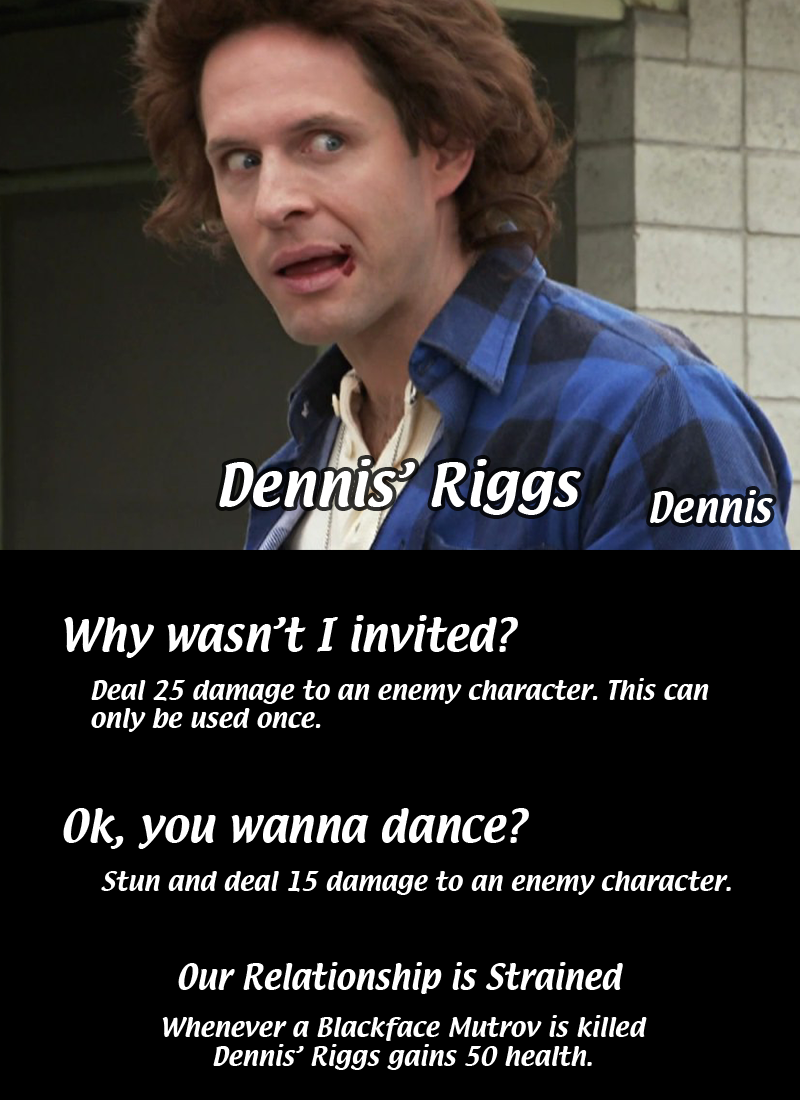 Dennis’ Riggs
Dennis
Why wasn’t I invited?
Deal 25 damage to an enemy character. This can
only be used once.
Ok, you wanna dance?
Stun and deal 15 damage to an enemy character.
Our Relationship is Strained
Whenever a Blackface Mutrov is killed
Dennis’ Riggs gains 50 health.